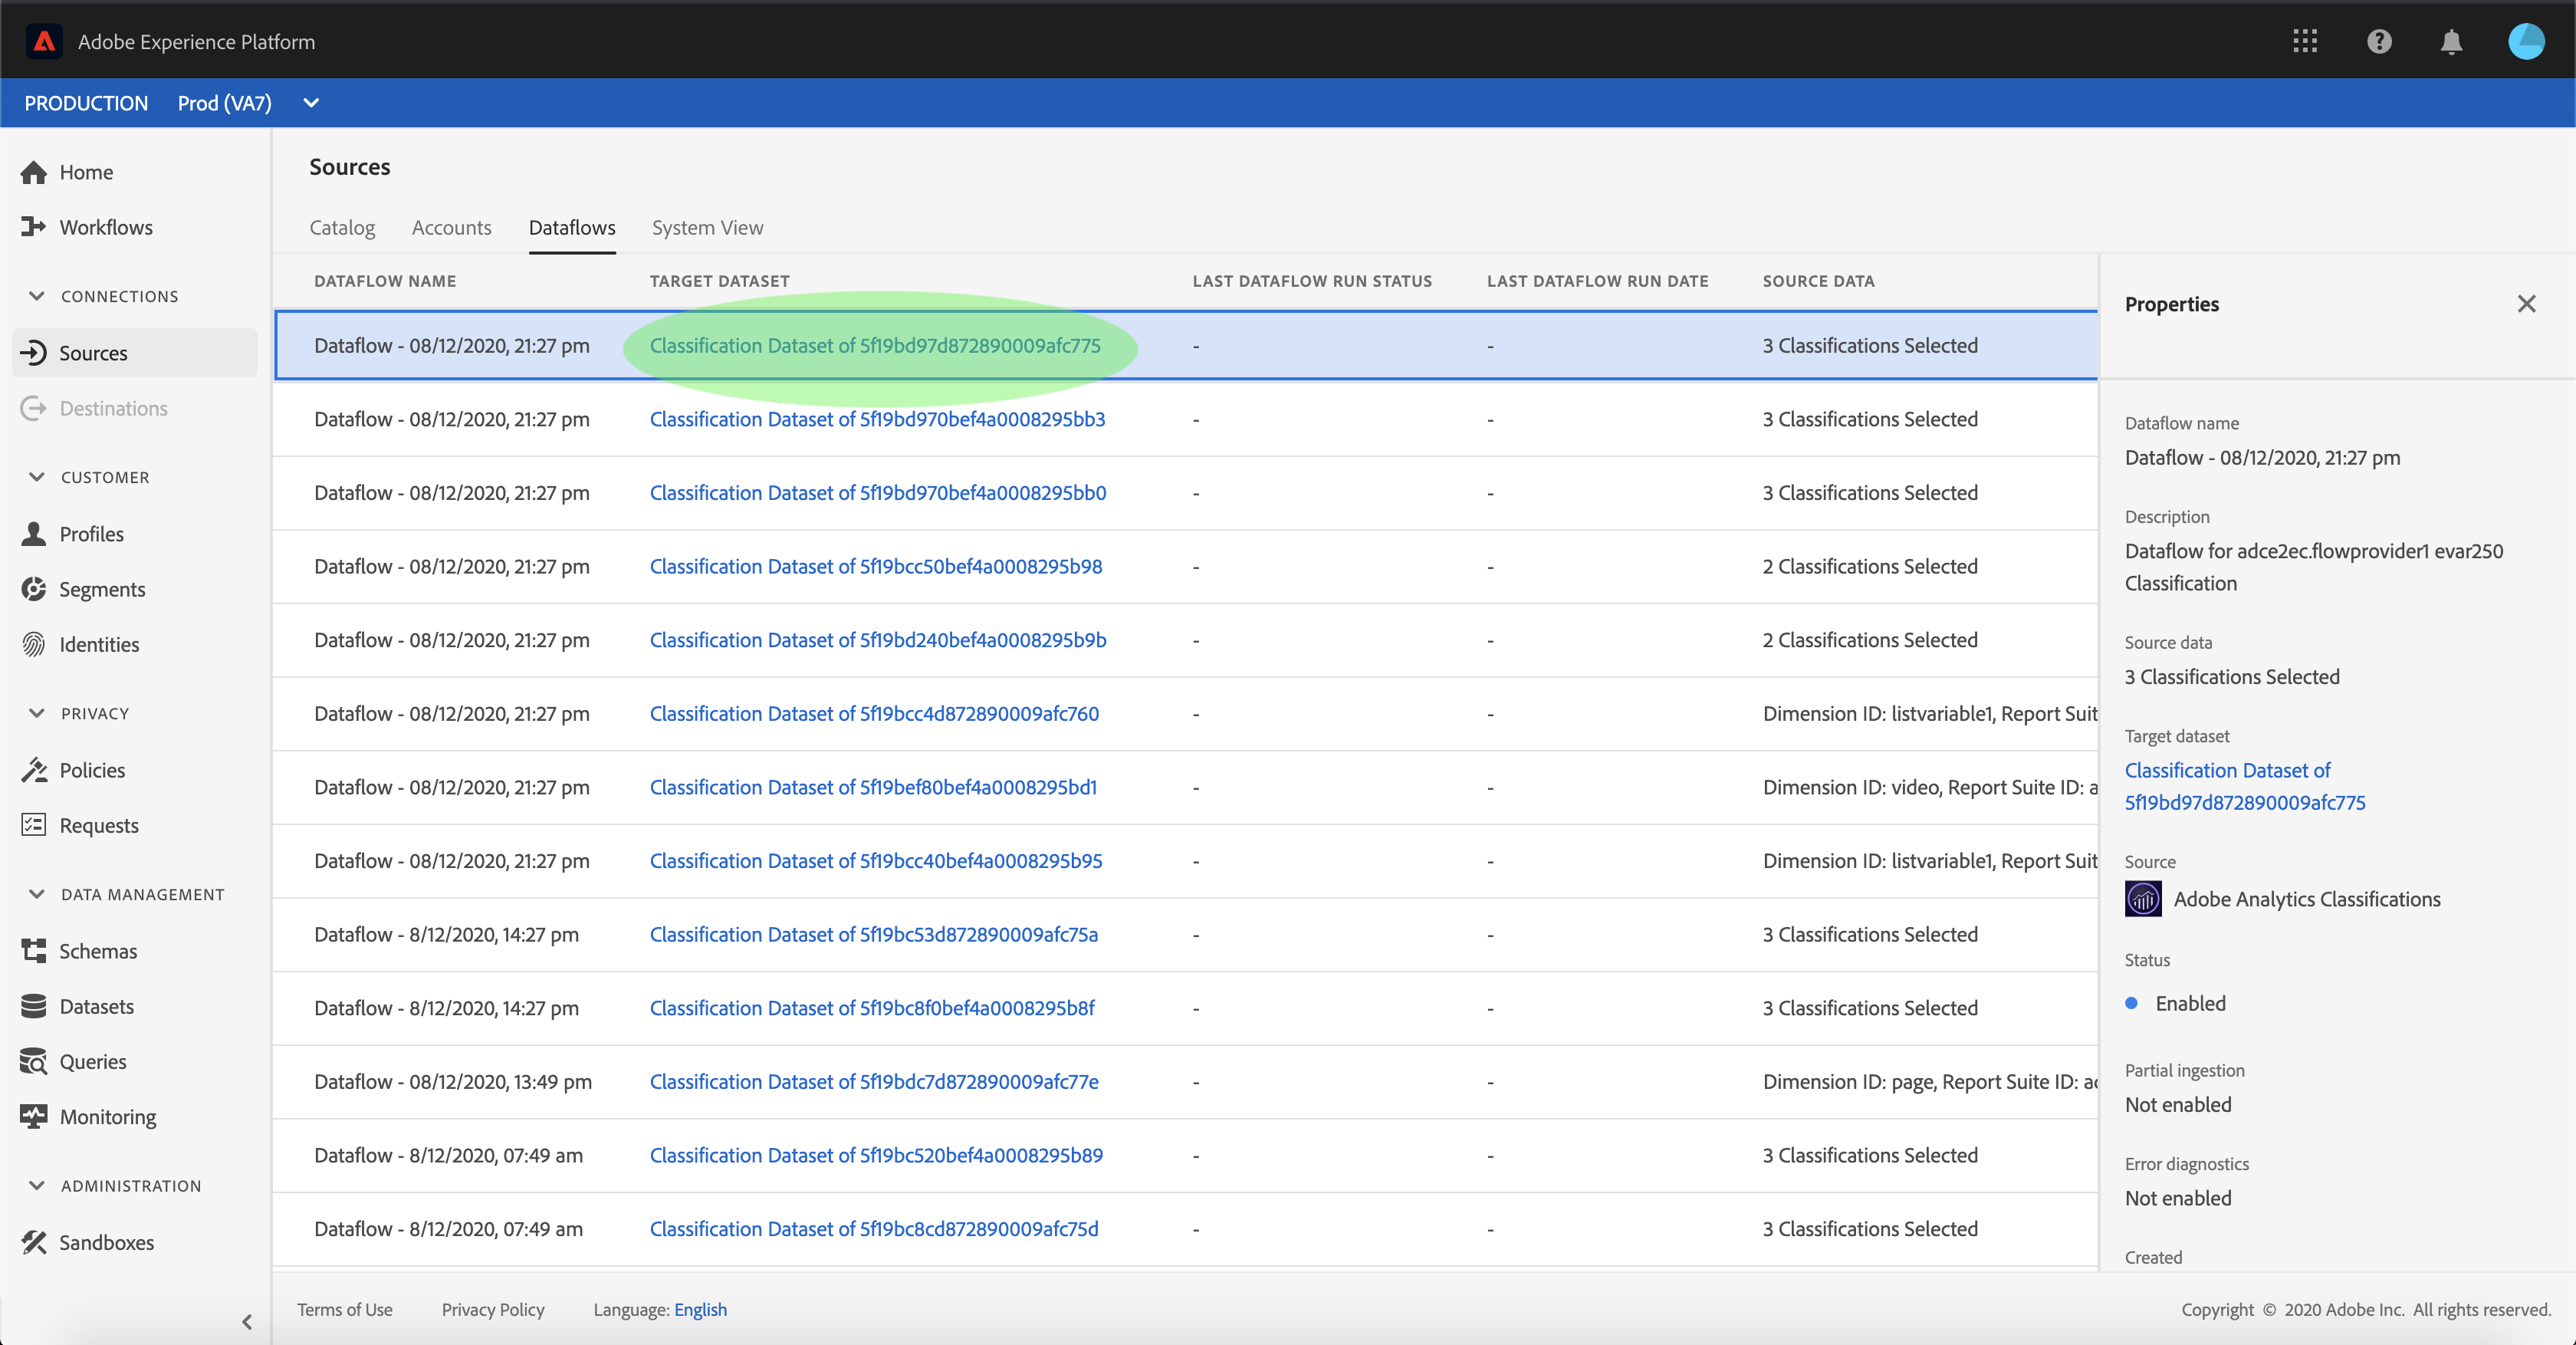 Adobe Experience Platform
PRODUCTION Prod (VA7)
Home
Workflows
CONNECTIONS
Sources
Destinations
CUSTOMER
Profiles
Segments
Identities
PRIVACY
Policies
Requests
DATA MANAGEMENT
Schemas
Datasets
Queries
Monitoring
ADMINISTRATION
Sandboxes
Sources
Catalog Accounts Dataflows System View
DATAFLOW NAME TARGET DATASET LAST DATAFLOW RUN STATUS LAST DATAFLOW RUN DATE SOURCE DATA
Dataflow - 08/12/2020, 21:27 pm Classification Dataset of 5f19bd97d872890009afc775 - - 3 Classifications Selected
Dataflow - 08/12/2020, 21:27 pm Classification Dataset of 5f19bd970bef4a0008295bb3 - - 3 Classifications Selected
Dataflow - 08/12/2020, 21:27 pm Classification Dataset of 5f19bd970bef4a0008295bb0 - - 3 Classifications Selected
Dataflow - 08/12/2020, 21:27 pm Classification Dataset of 5f19bcc50bef4a0008295b98 - - 2 Classifications Selected
Dataflow - 08/12/2020, 21:27 pm Classification Dataset of 5f19bd240bef4a0008295b9b - - 2 Classifications Selected
Dataflow - 08/12/2020, 21:27 pm Classification Dataset of 5f19bcc4d872890009afc760 - - Dimension ID: listvariable1, Report Suit
Dataflow - 08/12/2020, 21:27 pm Classification Dataset of 5f19bef80bef4a0008295bd1 - - Dimension ID: video, Report Suite ID: a
Dataflow - 08/12/2020, 21:27 pm Classification Dataset of 5f19bcc40bef4a0008295b95 - - Dimension ID: listvariable1, Report Suit
Dataflow - 8/12/2020, 14:27 pm Classification Dataset of 5f19bc53d872890009afc75a - - 3 Classifications Selected
Dataflow - 8/12/2020, 14:27 pm Classification Dataset of 5f19bc8f0bef4a0008295b8f - - 3 Classifications Selected
Dataflow - 08/12/2020, 13:49 pm Classification Dataset of 5f19bdc7d872890009afc77e - - Dimension ID: page, Report Suite ID: ac
Dataflow - 8/12/2020, 07:49 am Classification Dataset of 5f19bc520bef4a0008295b89 - - 3 Classifications Selected
Dataflow - 8/12/2020, 07:49 am Classification Dataset of 5f19bc8cd872890009afc75d - - 3 Classifications Selected
Properties
Dataflow name
Dataflow - 08/12/2020, 21:27 pm
Description
Dataflow for adce2ec.flowprovider1 evar250
Classification
Source data
3 Classifications Selected
Target dataset
Classification Dataset of
5f19bd97d872890009afc775
Source
Adobe Analytics Classifications
Status
Enabled
Partial ingestion
Not enabled
Error diagnostics
Not enabled
Created
Terms of Use Privacy Policy Language: English Copyright © 2020 Adobe Inc. All rights reserved.